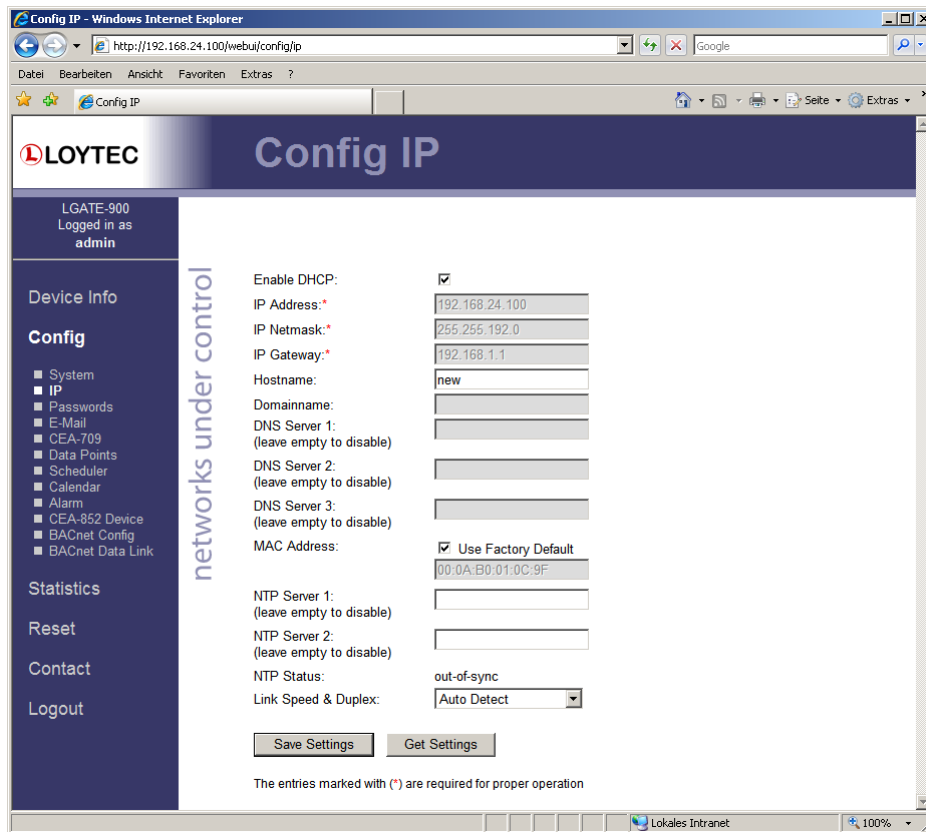 Config IP - Windows Internet Explorer
http://192.168.24.100/webui/config/ip
Google
Datei Bearbeiten Ansicht Favoriten Extras ?
Config IP
Seite Extras
LOYTEC
Config IP
LGATE-900
Logged in as
admin
Device Info
Config
System
IP
Passwords
E-Mail
CEA-709
Data Points
Scheduler
Calendar
Alarm
CEA-852 Device
BACnet Config
BACnet Data Link
Statistics
Reset
Contact
Logout
networks under control
Enable DHCP:
IP Address:* 192.168.24.100
IP Netmask:* 255.255.192.0
IP Gateway:* 192.168.1.1
Hostname: new
Domainname:
DNS Server 1:
(leave empty to disable)
DNS Server 2:
(leave empty to disable)
DNS Server 3:
(leave empty to disable)
MAC Address: Use Factory Default
00:0A:B0:01:0C:9F
NTP Server 1:
(leave empty to disable)
NTP Server 2:
(leave empty to disable)
NTP Status: out-of-sync
Link Speed & Duplex: Auto Detect
Save Settings Get Settings
The entries marked with (*) are required for proper operation
Lokales Intranet 100%